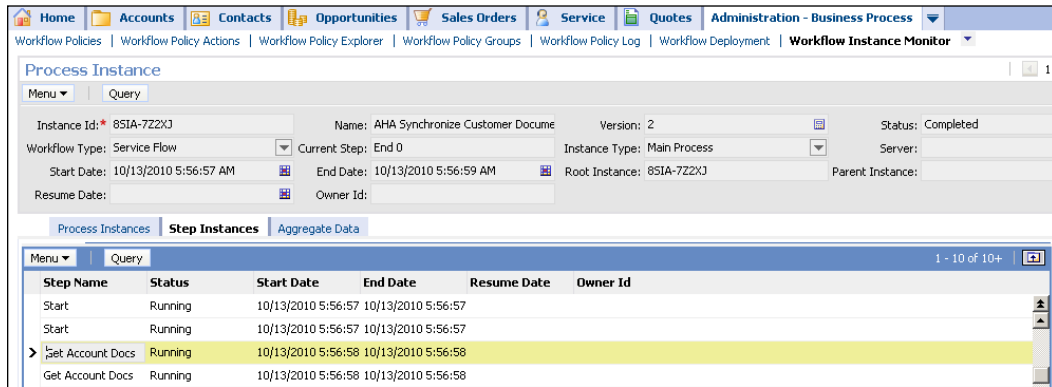 Home Accounts Contacts Opportunities Sales Orders Service Quotes Administration - Business Process
Workflow Policies | Workflow Policy Actions | Workflow Policy Explorer | Workflow Policy Groups | Workflow Policy Log | Workflow Deployment | Workflow Instance Monitor
Process Instance 1
Menu Query
Instance Id:* 8SIA-7Z2XJ Name: AHA Synchronize Customer Docume Version: 2 Status: Completed
Workflow Type: Service Flow Current Step: End 0 Instance Type: Main Process Server:
Start Date: 10/13/2010 5:56:57 AM End Date: 10/13/2010 5:56:59 AM Root Instance: 8SIA-7Z2XJ Parent Instance:
Resume Date: Owner Id:
Process Instances Step Instances Aggregate Data
Menu Query 1 - 10 of 10+
Step Name Status Start Date End Date Resume Date Owner Id
Start Running 10/13/2010 5:56:57 10/13/2010 5:56:57
Start Running 10/13/2010 5:56:57 10/13/2010 5:56:57
Get Account Docs Running 10/13/2010 5:56:58 10/13/2010 5:56:58
Get Account Docs Running 10/13/2010 5:56:58 10/13/2010 5:56:58